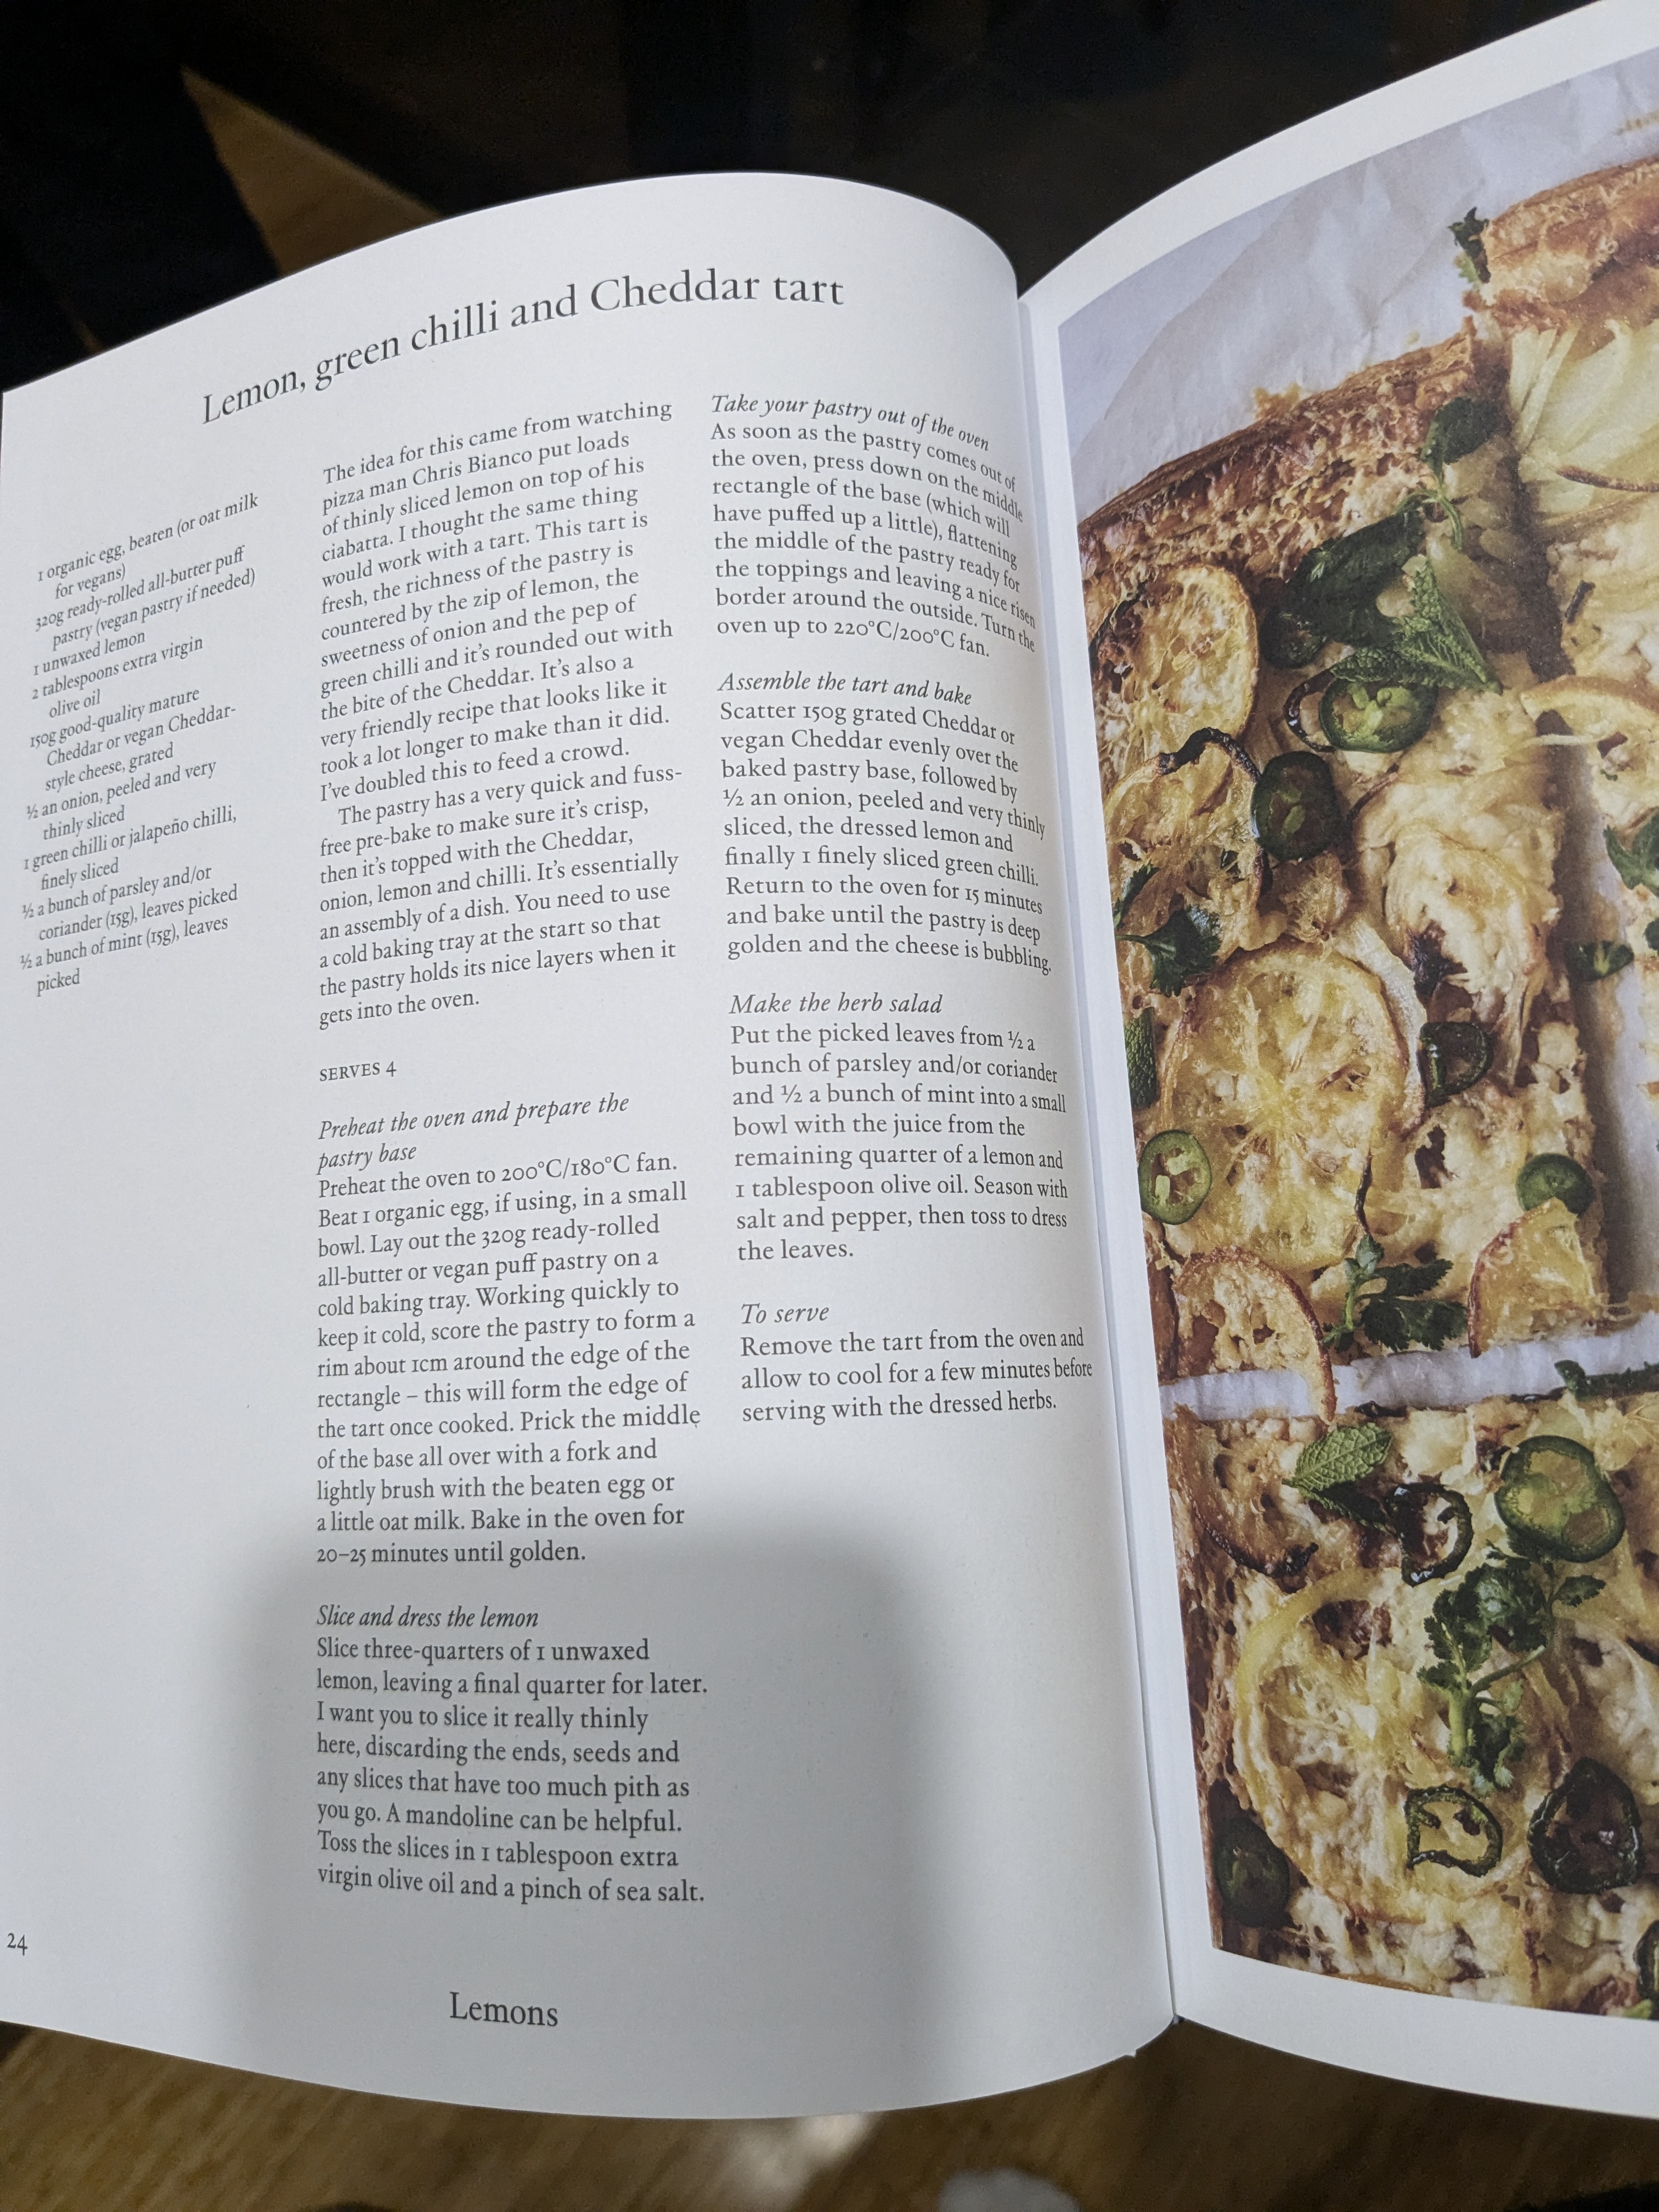 Lemon, green chilli and Cheddar tart
1 organic egg, beaten (or oat milk
for vegans)
320g ready-rolled all-butter puff
pastry (vegan pastry if needed)
1 unwaxed lemon
2 tablespoons extra virgin
olive oil
150g good-quality mature
Cheddar or vegan Cheddar-
style cheese, grated
½ an onion, peeled and very
thinly sliced
1 green chilli or jalapeño chilli,
finely sliced
½ a bunch of parsley and/or
coriander (15g), leaves picked
½ a bunch of mint (15g), leaves
picked
The idea for this came from watching
pizza man Chris Bianco put loads
of thinly sliced lemon on top of his
ciabatta. I thought the same thing
would work with a tart. This tart is
fresh, the richness of the pastry is
countered by the zip of lemon, the
sweetness of onion and the pep of
green chilli and it's rounded out with
the bite of the Cheddar. It's also a
very friendly recipe that looks like it
took a lot longer to make than it did.
I've doubled this to feed a crowd.
The pastry has a very quick and fuss-
free pre-bake to make sure it's crisp,
then it's topped with the Cheddar,
onion, lemon and chilli. It's essentially
an assembly of a dish. You need to use
a cold baking tray at the start so that
the pastry holds its nice layers when it
gets into the oven.
SERVES 4
Preheat the oven and prepare the
pastry base
Preheat the oven to 200°C/180°C fan.
Beat 1 organic egg, if using, in a small
bowl. Lay out the 320g ready-rolled
all-butter or vegan puff pastry on a
cold baking tray. Working quickly to
keep it cold, score the pastry to form a
rim about 1cm around the edge of the
rectangle – this will form the edge of
the tart once cooked. Prick the middle
of the base all over with a fork and
lightly brush with the beaten egg or
a little oat milk. Bake in the oven for
20–25 minutes until golden.
Slice and dress the lemon
Slice three-quarters of 1 unwaxed
lemon, leaving a final quarter for later.
I want you to slice it really thinly
here, discarding the ends, seeds and
any slices that have too much pith as
you go. A mandoline can be helpful.
Toss the slices in 1 tablespoon extra
virgin olive oil and a pinch of sea salt.
Take your pastry out of the oven
As soon as the pastry comes out of
the oven, press down on the middle
rectangle of the base (which will
have puffed up a little), flattening
the middle of the pastry ready for
the toppings and leaving a nice risen
border around the outside. Turn the
oven up to 220°C/200°C fan.
Assemble the tart and bake
Scatter 150g grated Cheddar or
vegan Cheddar evenly over the
baked pastry base, followed by
½ an onion, peeled and very thinly
sliced, the dressed lemon and
finally 1 finely sliced green chilli.
Return to the oven for 15 minutes
and bake until the pastry is deep
golden and the cheese is bubbling.
Make the herb salad
Put the picked leaves from ½ a
bunch of parsley and/or coriander
and ½ a bunch of mint into a small
bowl with the juice from the
remaining quarter of a lemon and
1 tablespoon olive oil. Season with
salt and pepper, then toss to dress
the leaves.
To serve
Remove the tart from the oven and
allow to cool for a few minutes before
serving with the dressed herbs.
24
Lemons